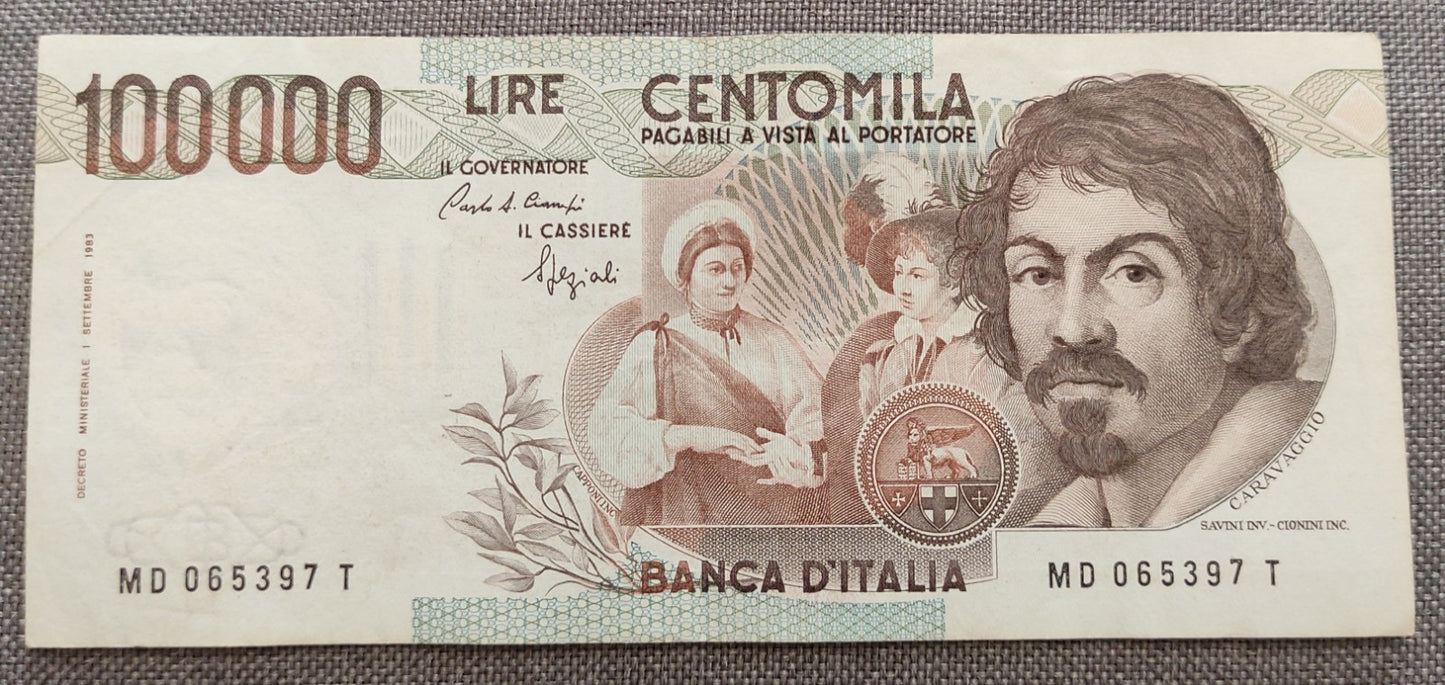 100000
LIRE CENTOMILA
PAGABILI A VISTA AL PORTATORE
IL GOVERNATORE
Carlo A. Ciampi
IL CASSIERE
Speziali
DECRETO MINISTERIALE 1 SETTEMBRE 1983
CAPPONI INC.
CARAVAGGIO
SAVINI INV.-CIONINI INC.
BANCA D'ITALIA
MD 065397 T
MD 065397 T